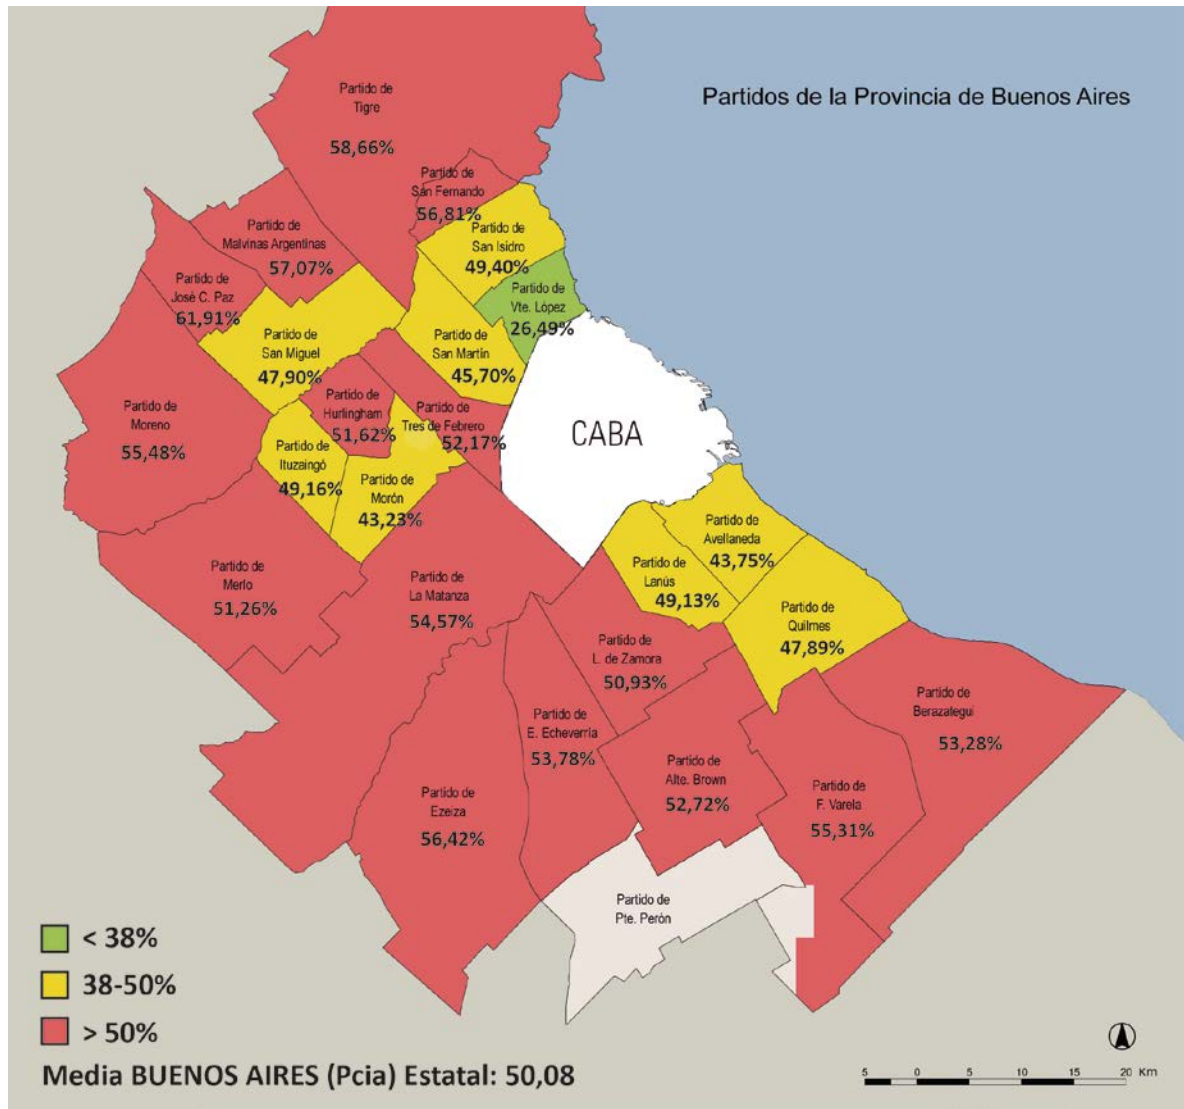 Partidos de la Provincia de Buenos Aires
Partido de
Tigre
58,66%
Partido de
San Fernando
56,81%
Partido de
San Isidro
49,40%
Partido de
Malvinas Argentinas
57,07%
Partido de
José C. Paz
61,91%
Partido de
Vte. López
26,49%
Partido de
San Miguel
47,90%
Partido de
San Martín
45,70%
Partido de
Moreno
55,48%
Partido de
Hurlingham
51,62%
Partido de
Tres de Febrero
52,17%
CABA
Partido de
Ituzaingó
49,16%
Partido de
Morón
43,23%
Partido de
Avellaneda
43,75%
Partido de
Merlo
51,26%
Partido de
La Matanza
54,57%
Partido de
Lanús
49,13%
Partido de
Quilmes
47,89%
Partido de
L. de Zamora
50,93%
Partido de
Berazategui
53,28%
Partido de
E. Echeverría
53,78%
Partido de
Alte. Brown
52,72%
Partido de
Ezeiza
56,42%
Partido de
F. Varela
55,31%
Partido de
Pte. Perón
< 38%
38-50%
> 50%
Media BUENOS AIRES (Pcia) Estatal: 50,08
5 0 5 10 15 20 Km